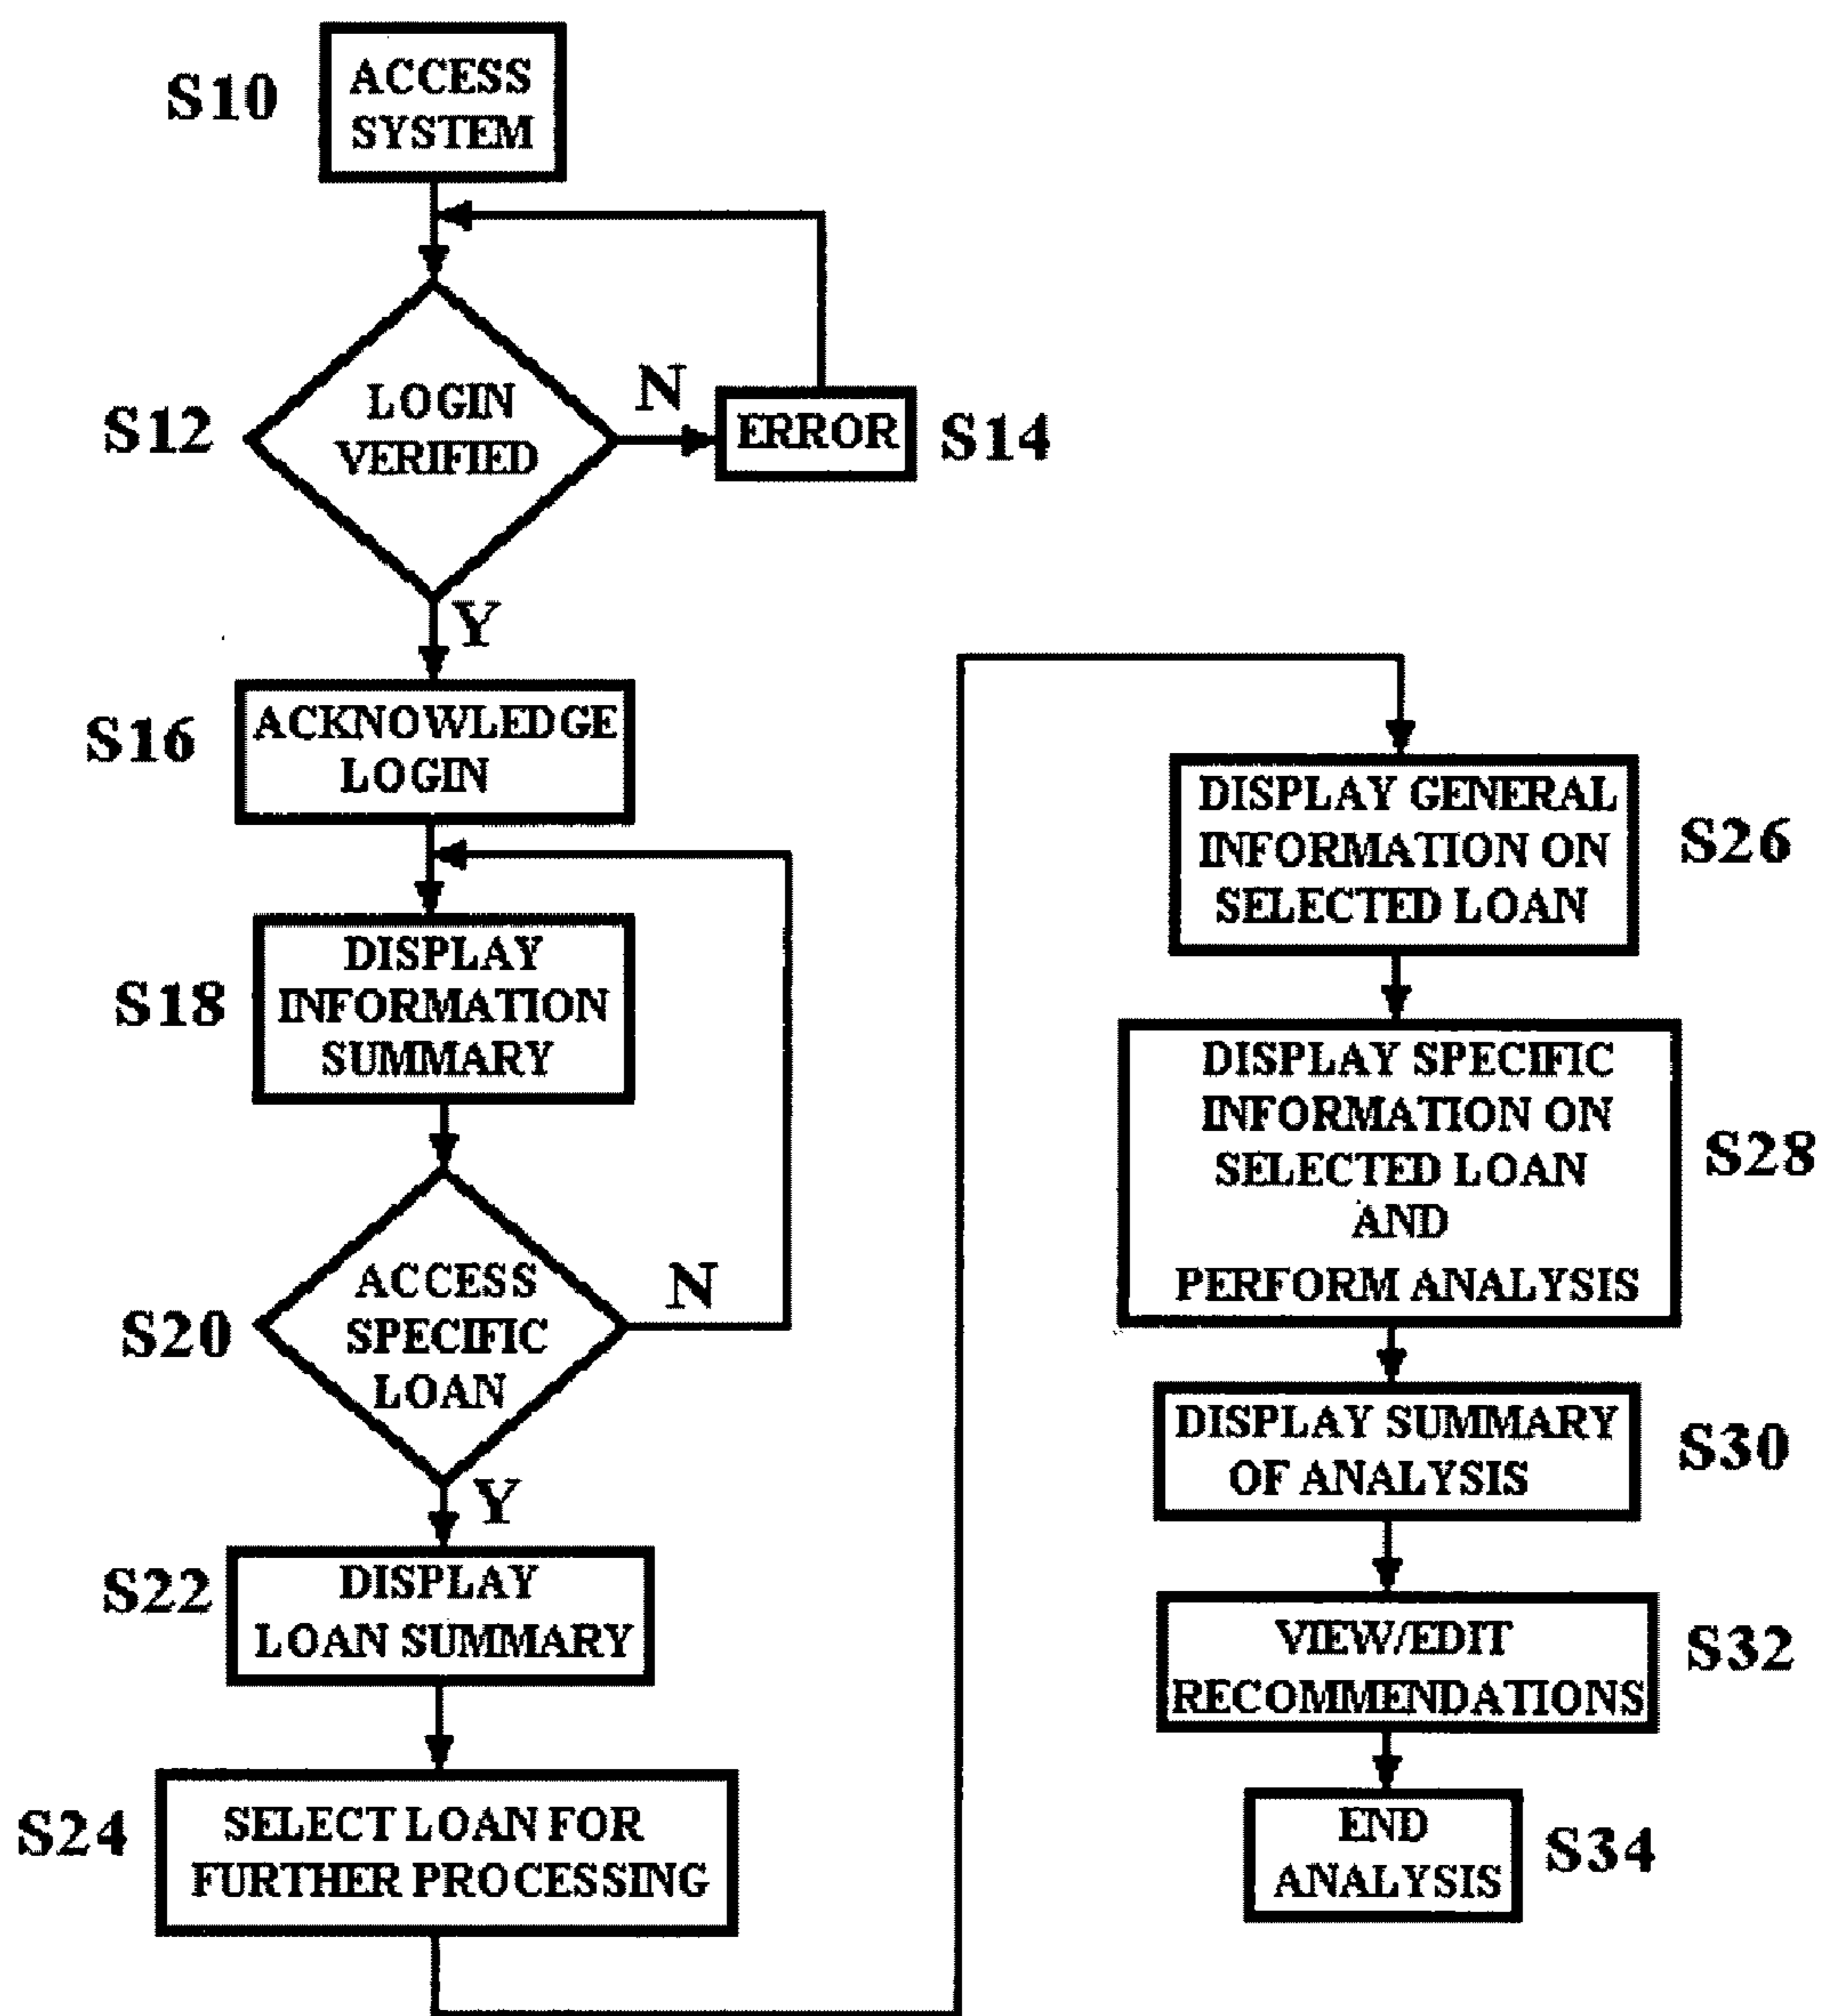 S10
ACCESS
SYSTEM
S12
LOGIN
VERIFIED
N
ERROR
S14
Y
S16
ACKNOWLEDGE
LOGIN
S18
DISPLAY
INFORMATION
SUMMARY
S20
ACCESS
SPECIFIC
LOAN
N
Y
S22
DISPLAY
LOAN SUMMARY
S24
SELECT LOAN FOR
FURTHER PROCESSING
DISPLAY GENERAL
INFORMATION ON
SELECTED LOAN
S26
DISPLAY SPECIFIC
INFORMATION ON
SELECTED LOAN
AND
PERFORM ANALYSIS
S28
DISPLAY SUMMARY
OF ANALYSIS
S30
VIEW/EDIT
RECOMMENDATIONS
S32
END
ANALYSIS
S34